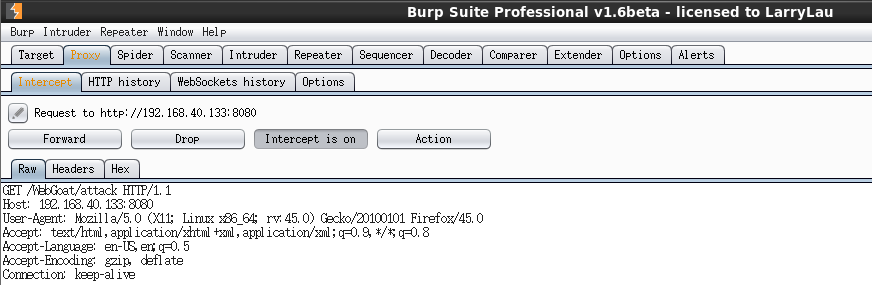 Burp Suite Professional v1.6beta - licensed to LarryLau
Burp Intruder Repeater Window Help
Target Proxy Spider Scanner Intruder Repeater Sequencer Decoder Comparer Extender Options Alerts
Intercept HTTP history WebSockets history Options
Request to http://192.168.40.133:8080
Forward Drop Intercept is on Action
Raw Headers Hex
GET /WebGoat/attack HTTP/1.1
Host: 192.168.40.133:8080
User-Agent: Mozilla/5.0 (X11; Linux x86_64; rv:45.0) Gecko/20100101 Firefox/45.0
Accept: text/html,application/xhtml+xml,application/xml;q=0.9,*/*;q=0.8
Accept-Language: en-US,en;q=0.5
Accept-Encoding: gzip, deflate
Connection: keep-alive